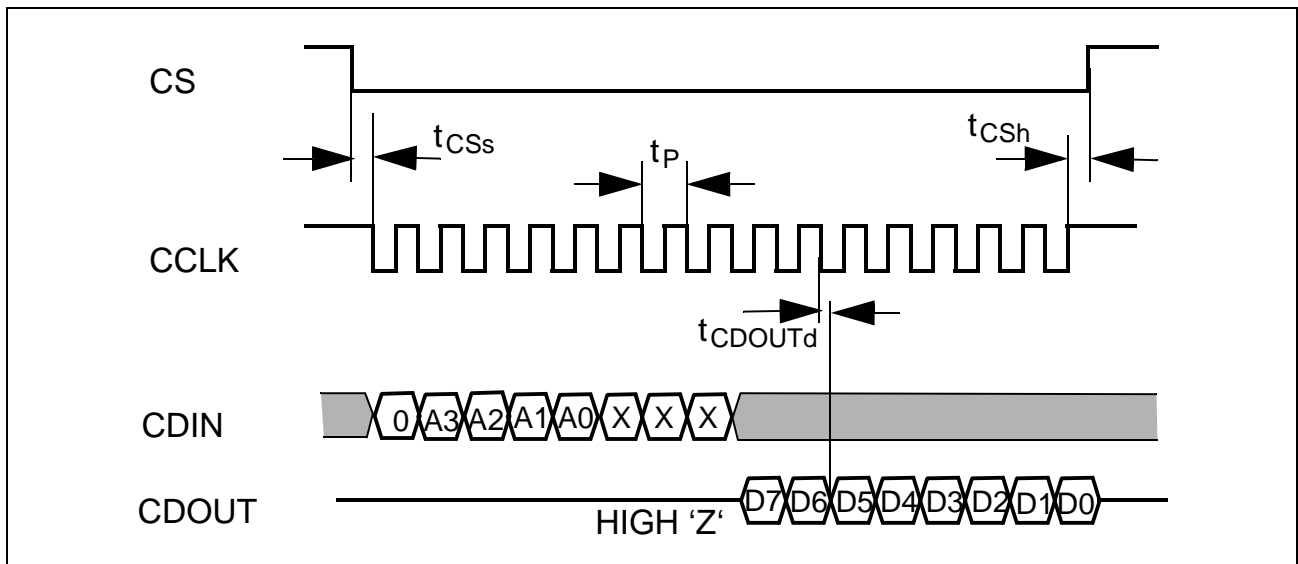 CS
tCSs
tP
tCSh
CCLK
tCDOUTd
CDIN
0 A3 A2 A1 A0 X X X
CDOUT
HIGH ‘Z‘
D7 D6 D5 D4 D3 D2 D1 D0